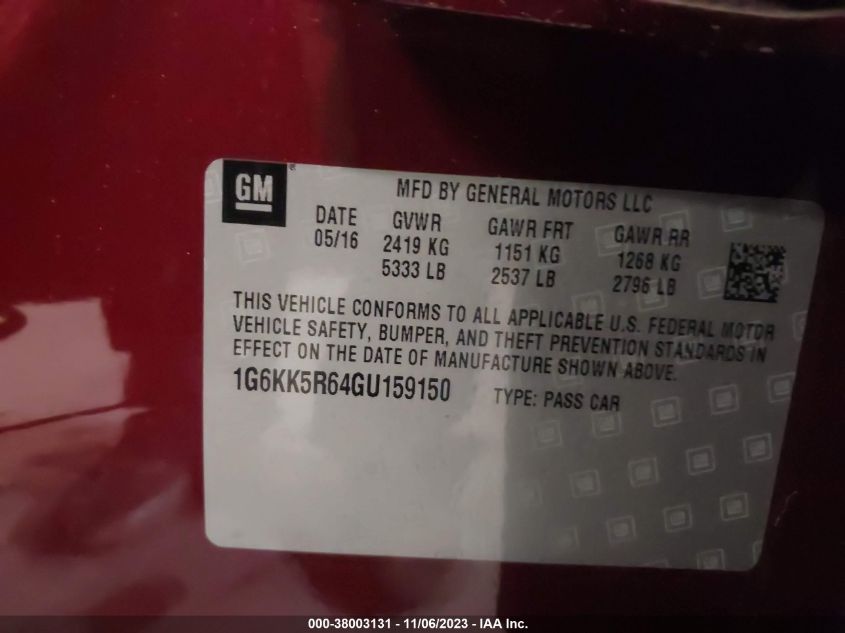 GM ®
MFD BY GENERAL MOTORS LLC
DATE GVWR GAWR FRT GAWR RR
05/16 2419 KG 1151 KG 1268 KG
5333 LB 2537 LB 2796 LB
THIS VEHICLE CONFORMS TO ALL APPLICABLE U.S. FEDERAL MOTOR
VEHICLE SAFETY, BUMPER, AND THEFT PREVENTION STANDARDS IN
EFFECT ON THE DATE OF MANUFACTURE SHOWN ABOVE.
1G6KK5R64GU159150 TYPE: PASS CAR
000-38003131 - 11/06/2023 - IAA Inc.